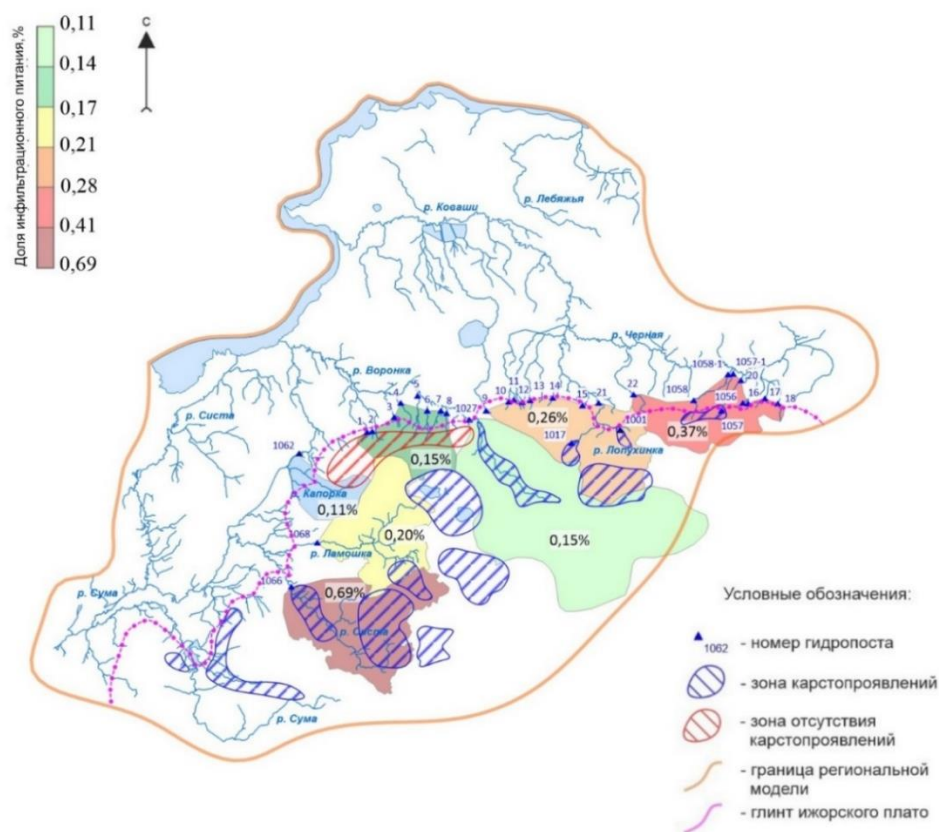 Доля инфильтрационного питания,%
0,11
0,14
0,17
0,21
0,28
0,41
0,69
С
р. Лебяжья
р. Коваши
р. Черная
1058-1
1057-1
20
р. Воронка
5
4
3
6
7
8
1027
9
10
11
12
13
14
15
21
22
1058
1056
16
17
18
1057
1001
1017
0,26%
0,37%
р. Лопухинка
р. Систа
1
2
1062
0,15%
р. Капорка
0,11%
1068
0,20%
р. Ламошка
0,15%
1066
0,69%
р. Сума
р. Систа
р. Сума
Условные обозначения:
1062
- номер гидропоста
- зона карстопроявлений
- зона отсутствия
карстопроявлений
- граница региональной
модели
- глинт ижорского плато